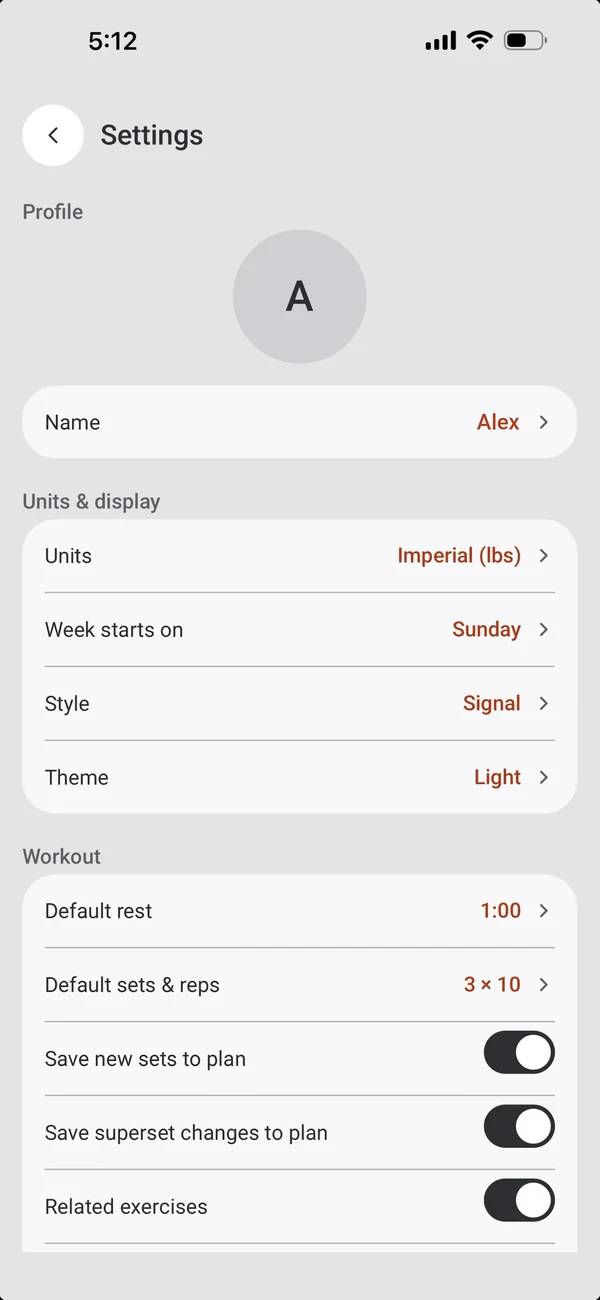 5:12
Settings
Profile
A
Name Alex
Units & display
Units Imperial (lbs)
Week starts on Sunday
Style Signal
Theme Light
Workout
Default rest 1:00
Default sets & reps 3 × 10
Save new sets to plan
Save superset changes to plan
Related exercises